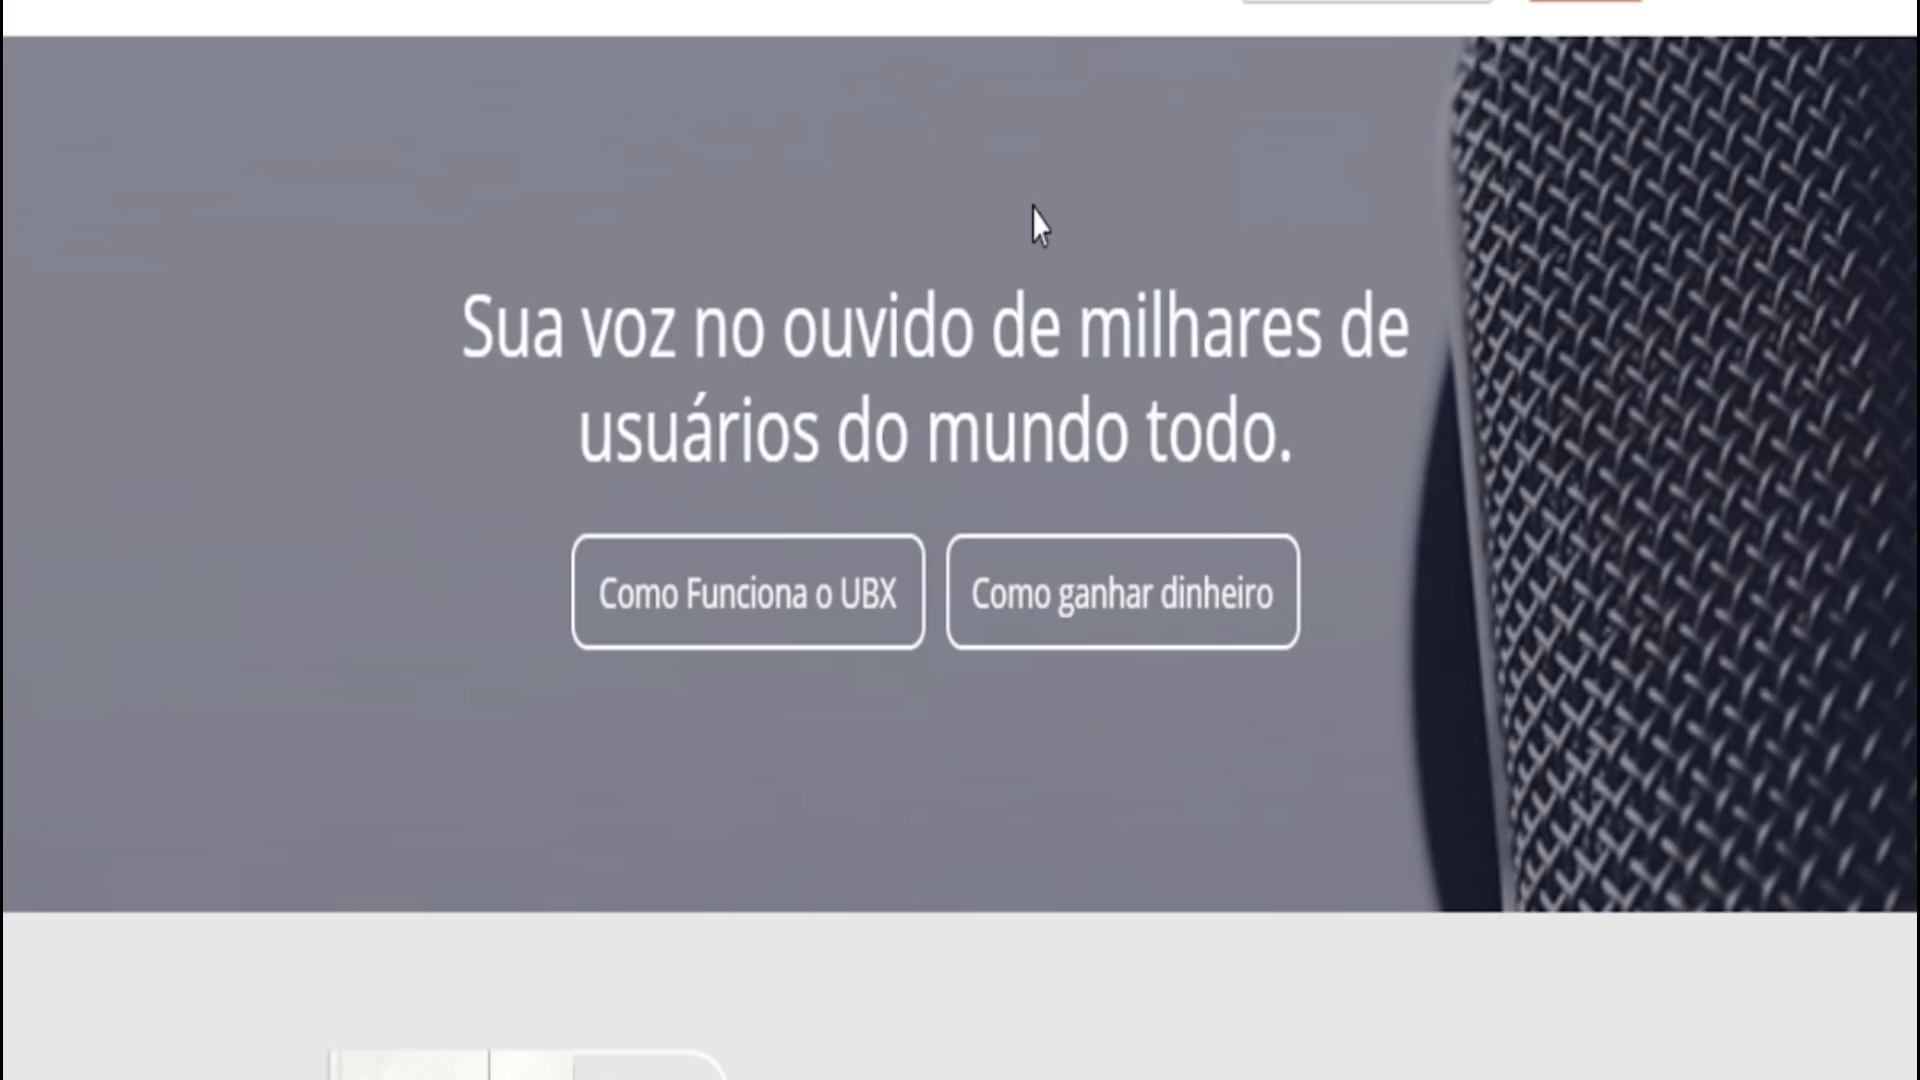 Sua voz no ouvido de milhares de
usuários do mundo todo.
Como Funciona o UBX
Como ganhar dinheiro